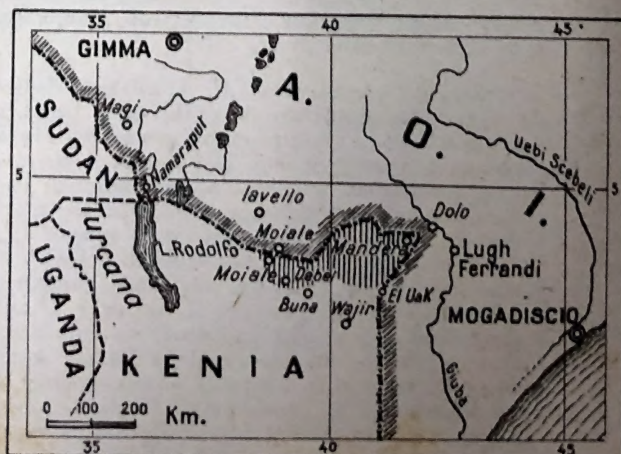 35 40 45
GIMMA
A.
O.
I.
Magi
SUDAN
Namaraput
Uebi Scebeli
5 5
Iavello
Turcana
L.Rodolfo
Moiale
Mandera
Dolo
Lugh
Ferrandi
Moiale
Debel
Buna
El UaK
Wajir
UGANDA
MOGADISCIO
KENIA
Giuba
0 100 200
Km.
35 40 45